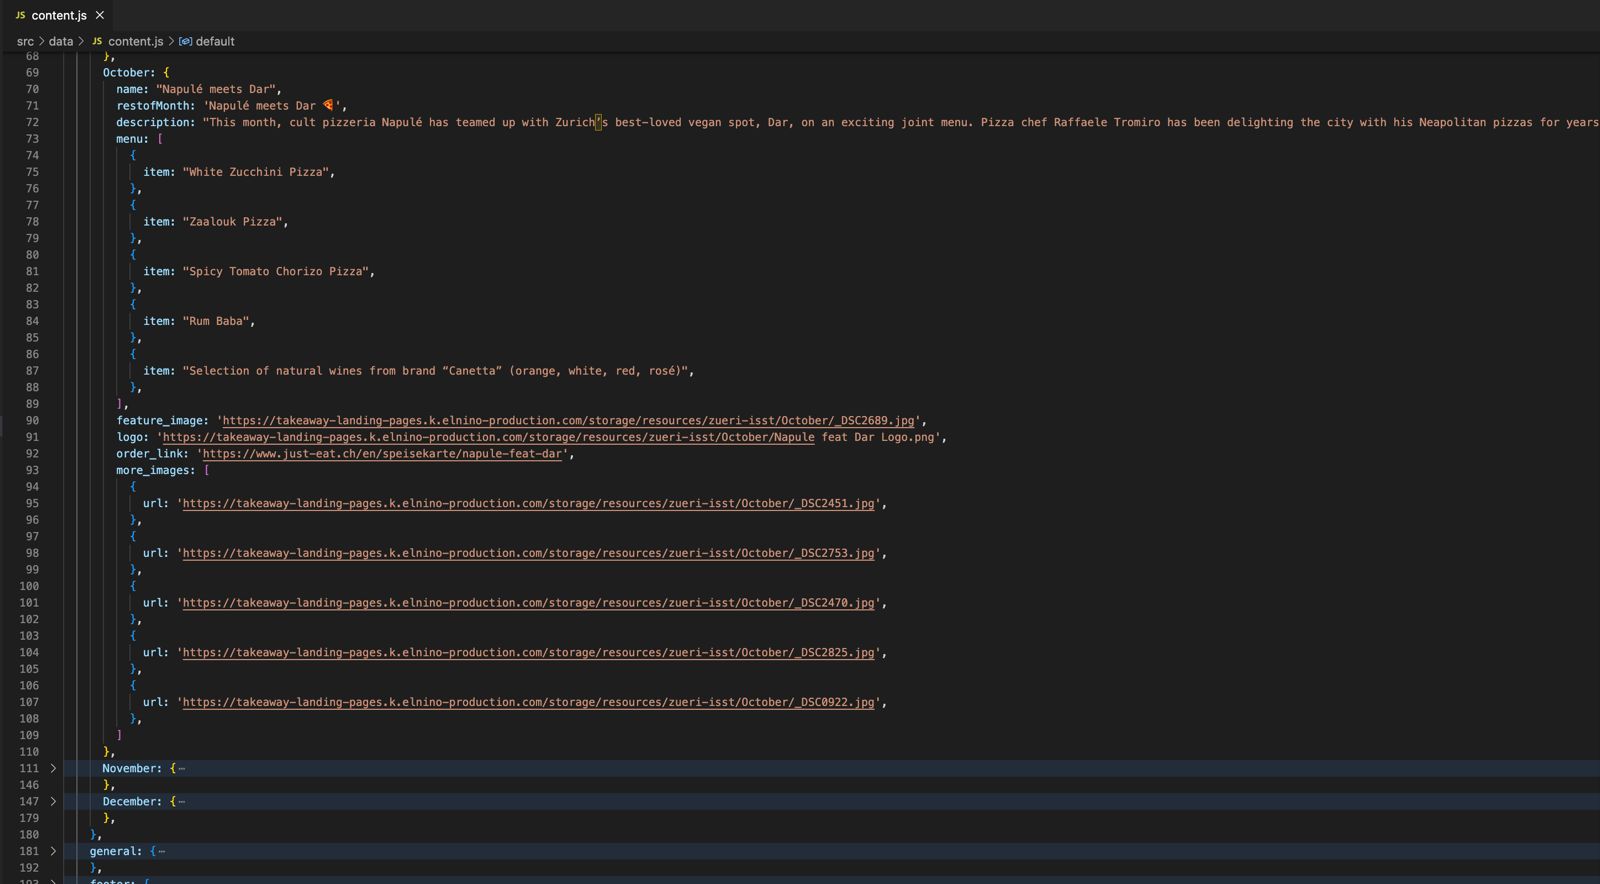 JS content.js ×
src > data > JS content.js > default
68 },
69 October: {
70 name: "Napulé meets Dar",
71 restofMonth: 'Napulé meets Dar 🍕',
72 description: "This month, cult pizzeria Napulé has teamed up with Zurich’s best-loved vegan spot, Dar, on an exciting joint menu. Pizza chef Raffaele Tromiro has been delighting the city with his Neapolitan pizzas for years
73 menu: [
74 {
75 item: "White Zucchini Pizza",
76 },
77 {
78 item: "Zaalouk Pizza",
79 },
80 {
81 item: "Spicy Tomato Chorizo Pizza",
82 },
83 {
84 item: "Rum Baba",
85 },
86 {
87 item: "Selection of natural wines from brand “Canetta” (orange, white, red, rosé)",
88 },
89 ],
90 feature_image: 'https://takeaway-landing-pages.k.elnino-production.com/storage/resources/zueri-isst/October/_DSC2689.jpg',
91 logo: 'https://takeaway-landing-pages.k.elnino-production.com/storage/resources/zueri-isst/October/Napule feat Dar Logo.png',
92 order_link: 'https://www.just-eat.ch/en/speisekarte/napule-feat-dar',
93 more_images: [
94 {
95 url: 'https://takeaway-landing-pages.k.elnino-production.com/storage/resources/zueri-isst/October/_DSC2451.jpg',
96 },
97 {
98 url: 'https://takeaway-landing-pages.k.elnino-production.com/storage/resources/zueri-isst/October/_DSC2753.jpg',
99 },
100 {
101 url: 'https://takeaway-landing-pages.k.elnino-production.com/storage/resources/zueri-isst/October/_DSC2470.jpg',
102 },
103 {
104 url: 'https://takeaway-landing-pages.k.elnino-production.com/storage/resources/zueri-isst/October/_DSC2825.jpg',
105 },
106 {
107 url: 'https://takeaway-landing-pages.k.elnino-production.com/storage/resources/zueri-isst/October/_DSC0922.jpg',
108 },
109 ]
110 },
111 > November: {⋯
146 },
147 > December: {⋯
179 },
180 },
181 > general: {⋯
192 },
193 > footer: {